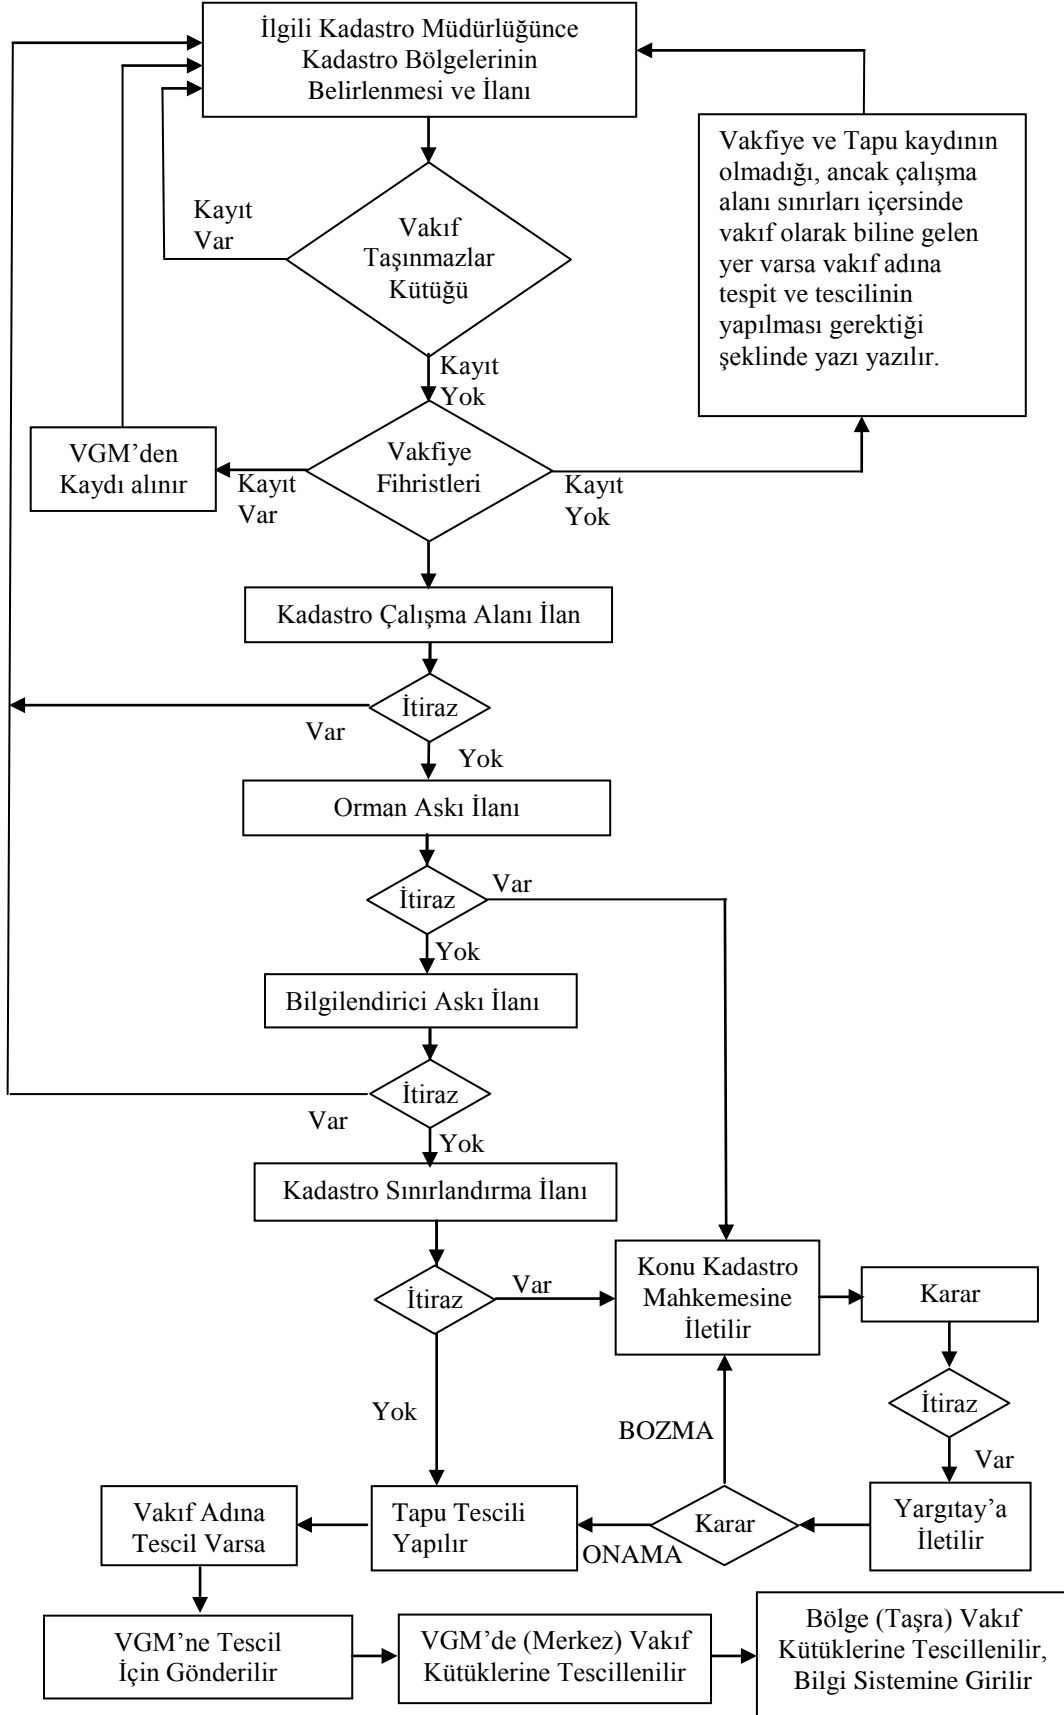 İlgili Kadastro Müdürlüğünce
Kadastro Bölgelerinin
Belirlenmesi ve İlanı
Vakfiye ve Tapu kaydının
olmadığı, ancak çalışma
alanı sınırları içersinde
vakıf olarak biline gelen
yer varsa vakıf adına
tespit ve tescilinin
yapılması gerektiği
şeklinde yazı yazılır.
Kayıt
Var
Vakıf
Taşınmazlar
Kütüğü
Kayıt
Yok
VGM’den
Kaydı alınır
Kayıt
Var
Vakfiye
Fihristleri
Kayıt
Yok
Kadastro Çalışma Alanı İlan
İtiraz
Var
Yok
Orman Askı İlanı
İtiraz
Var
Yok
Bilgilendirici Askı İlanı
İtiraz
Var
Yok
Kadastro Sınırlandırma İlanı
İtiraz
Var
Konu Kadastro
Mahkemesine
İletilir
Karar
İtiraz
Yok
BOZMA
Var
Vakıf Adına
Tescil Varsa
Tapu Tescili
Yapılır
ONAMA
Karar
Yargıtay’a
İletilir
VGM’ne Tescil
İçin Gönderilir
VGM’de (Merkez) Vakıf
Kütüklerine Tescillenilir
Bölge (Taşra) Vakıf
Kütüklerine Tescillenilir,
Bilgi Sistemine Girilir